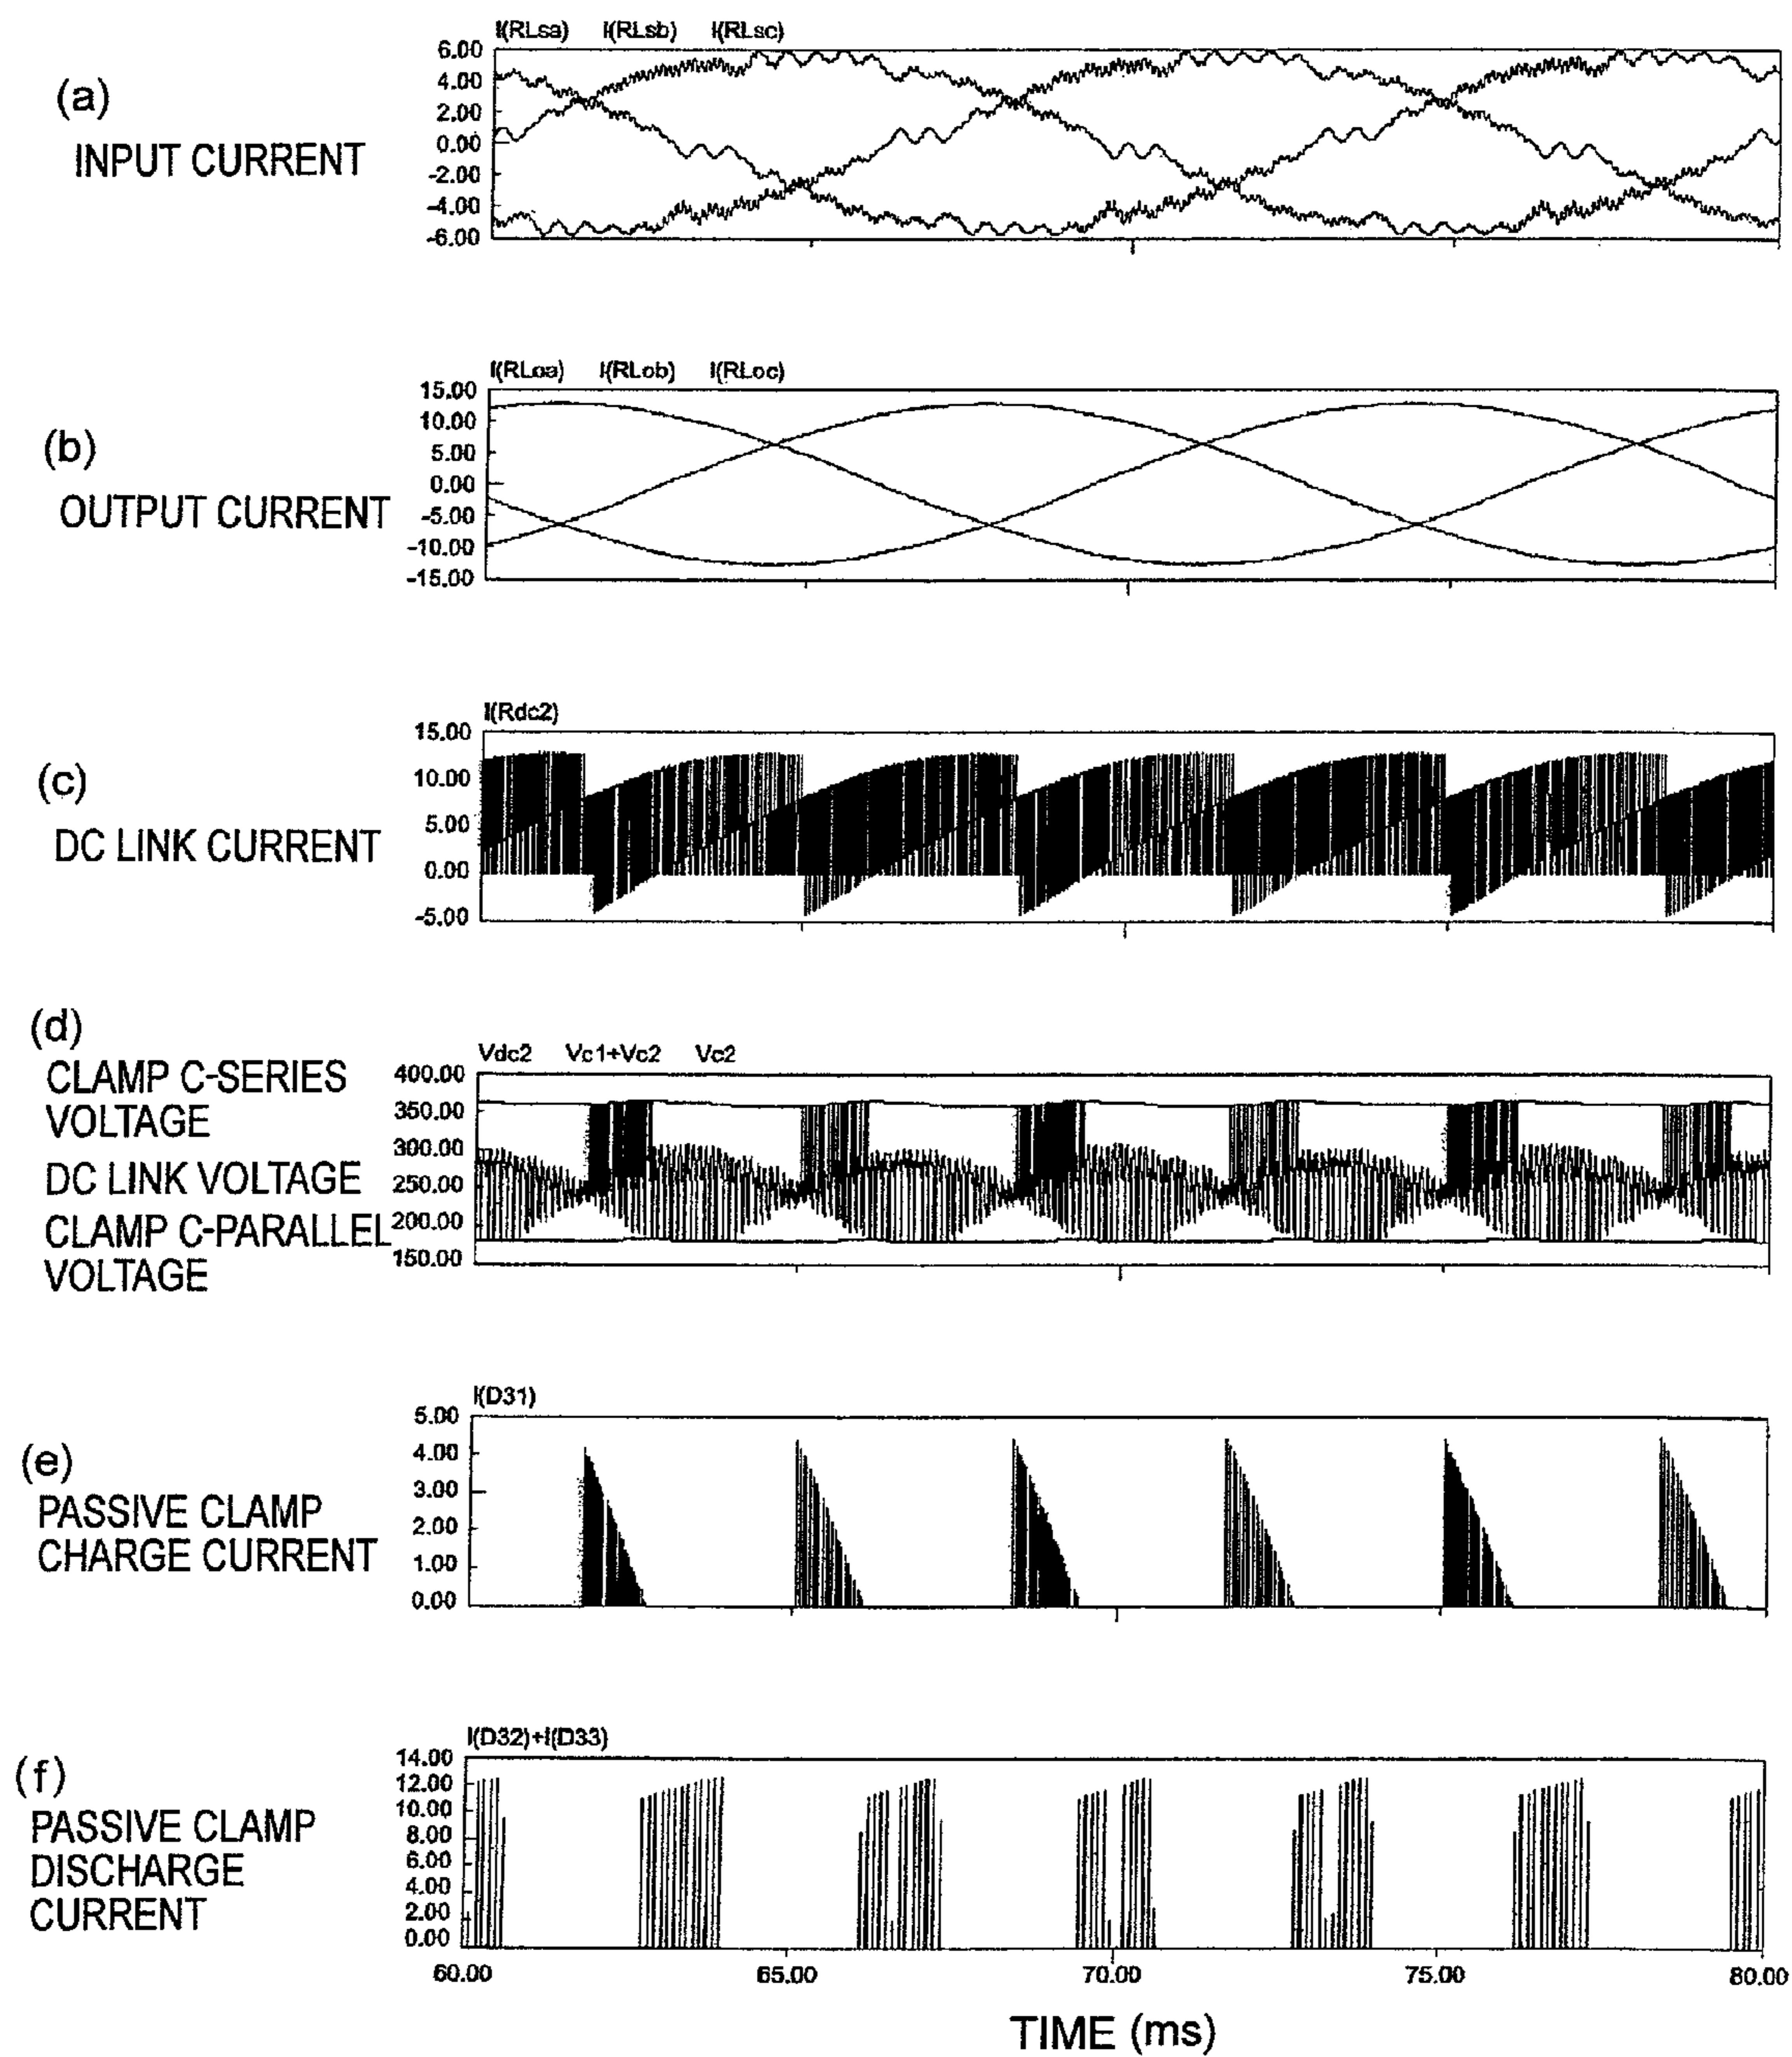 I(RLsa) I(RLsb) I(RLsc)
(a)
INPUT CURRENT
6.00
4.00
2.00
0.00
-2.00
-4.00
-6.00
I(RLoa) I(RLob) I(RLoc)
(b)
OUTPUT CURRENT
15.00
10.00
5.00
0.00
-5.00
-10.00
-15.00
I(Rdc2)
(c)
DC LINK CURRENT
15.00
10.00
5.00
0.00
-5.00
(d)
CLAMP C-SERIES
VOLTAGE
DC LINK VOLTAGE
CLAMP C-PARALLEL
VOLTAGE
Vdc2 Vc1+Vc2 Vc2
400.00
350.00
300.00
250.00
200.00
150.00
I(D31)
(e)
PASSIVE CLAMP
CHARGE CURRENT
5.00
4.00
3.00
2.00
1.00
0.00
I(D32)+I(D33)
(f)
PASSIVE CLAMP
DISCHARGE
CURRENT
14.00
12.00
10.00
8.00
6.00
4.00
2.00
0.00
60.00 65.00 70.00 75.00 80.00
TIME (ms)